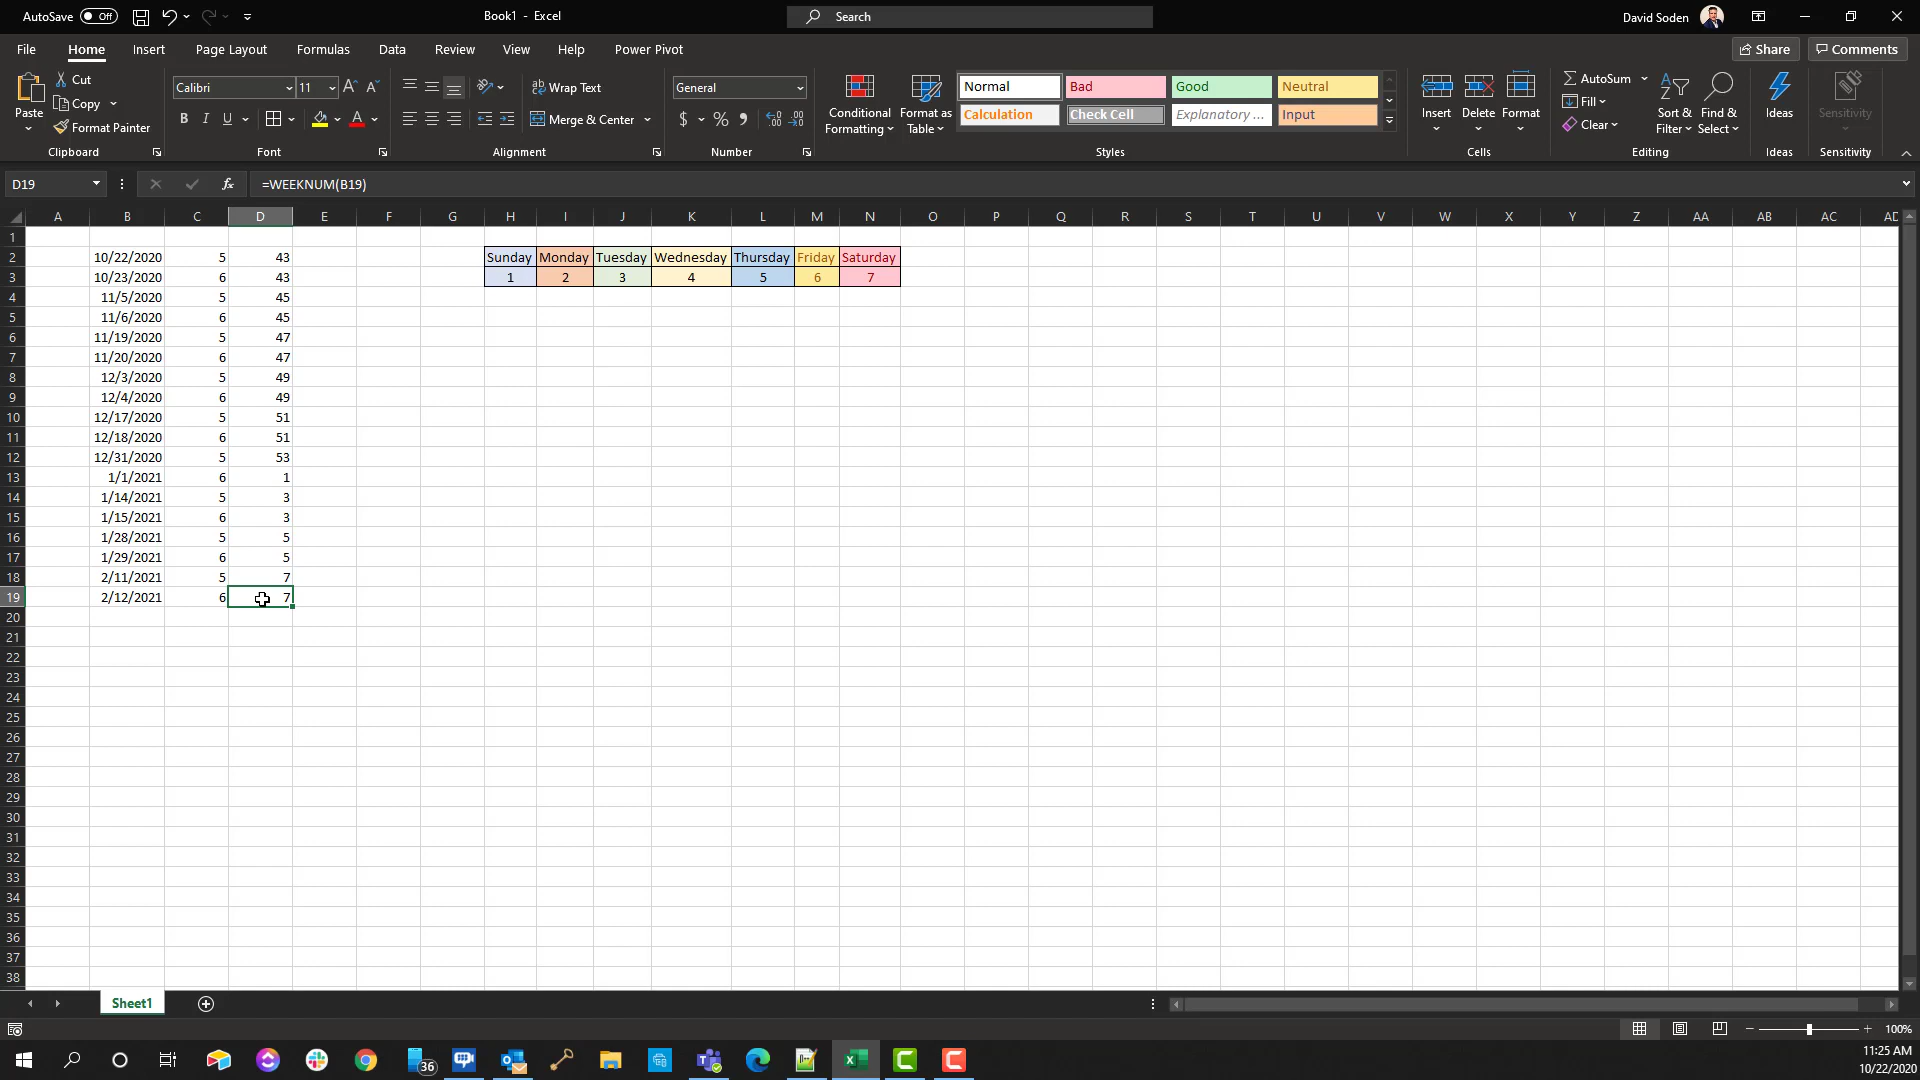 AutoSave Off
Book1 - Excel
Search
David Soden
File Home Insert Page Layout Formulas Data Review View Help Power Pivot
Share Comments
Paste
Cut
Copy
Format Painter
Clipboard
Calibri 11
B I U
Font
Wrap Text
Merge & Center
Alignment
General
$ % ,
Number
Conditional Formatting
Format as Table
Normal Bad Good Neutral
Calculation Check Cell Explanatory ... Input
Styles
Insert Delete Format
Cells
AutoSum
Fill
Clear
Sort & Filter
Find & Select
Editing
Ideas
Ideas
Sensitivity
Sensitivity
D19 fx =WEEKNUM(B19)
A B C D E F G H I J K L M N O P Q R S T U V W X Y Z AA AB AC AD
1
2 10/22/2020 5 43 Sunday Monday Tuesday Wednesday Thursday Friday Saturday
3 10/23/2020 6 43 1 2 3 4 5 6 7
4 11/5/2020 5 45
5 11/6/2020 6 45
6 11/19/2020 5 47
7 11/20/2020 6 47
8 12/3/2020 5 49
9 12/4/2020 6 49
10 12/17/2020 5 51
11 12/18/2020 6 51
12 12/31/2020 5 53
13 1/1/2021 6 1
14 1/14/2021 5 3
15 1/15/2021 6 3
16 1/28/2021 5 5
17 1/29/2021 6 5
18 2/11/2021 5 7
19 2/12/2021 6 7
20
21
22
23
24
25
26
27
28
29
30
31
32
33
34
35
36
37
38
Sheet1
100%
36
11:25 AM
10/22/2020